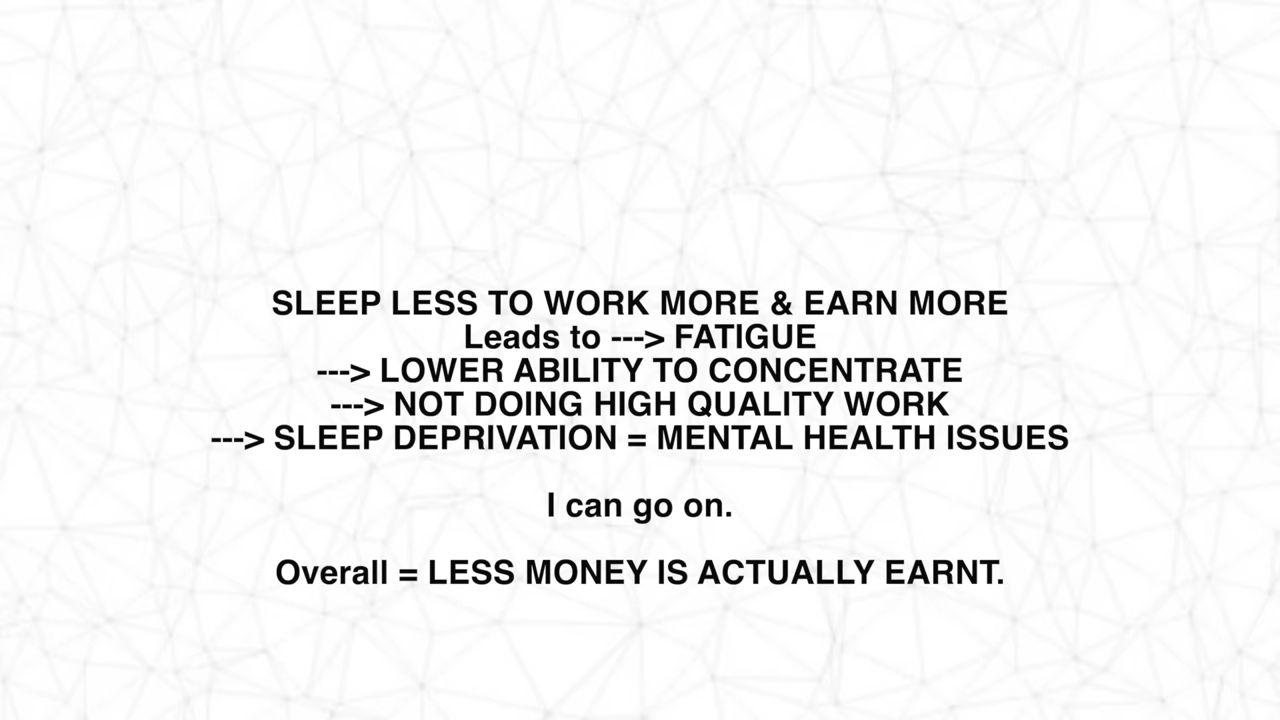 SLEEP LESS TO WORK MORE & EARN MORE
Leads to ---> FATIGUE
---> LOWER ABILITY TO CONCENTRATE
---> NOT DOING HIGH QUALITY WORK
---> SLEEP DEPRIVATION = MENTAL HEALTH ISSUES
I can go on.
Overall = LESS MONEY IS ACTUALLY EARNT.